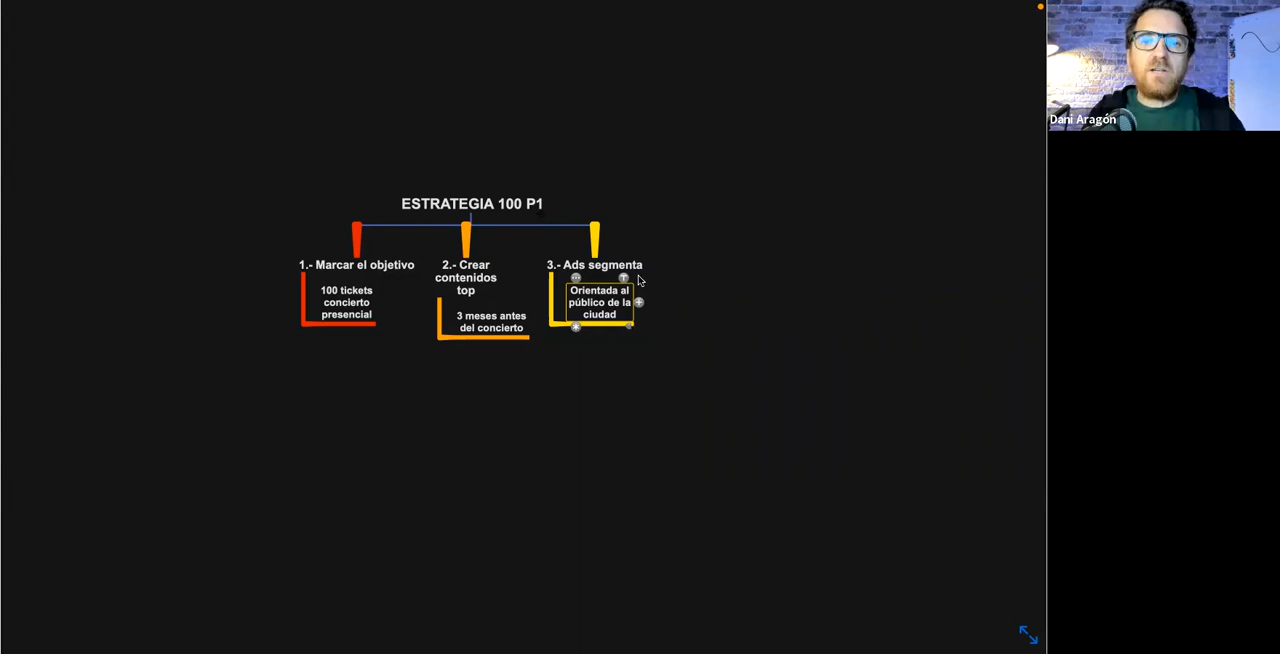 Dani Aragón
ESTRATEGIA 100 P1
1.- Marcar el objetivo
100 tickets
concierto
presencial
2.- Crear
contenidos
top
3 meses antes
del concierto
3.- Ads segmenta
Orientada al
público de la
ciudad